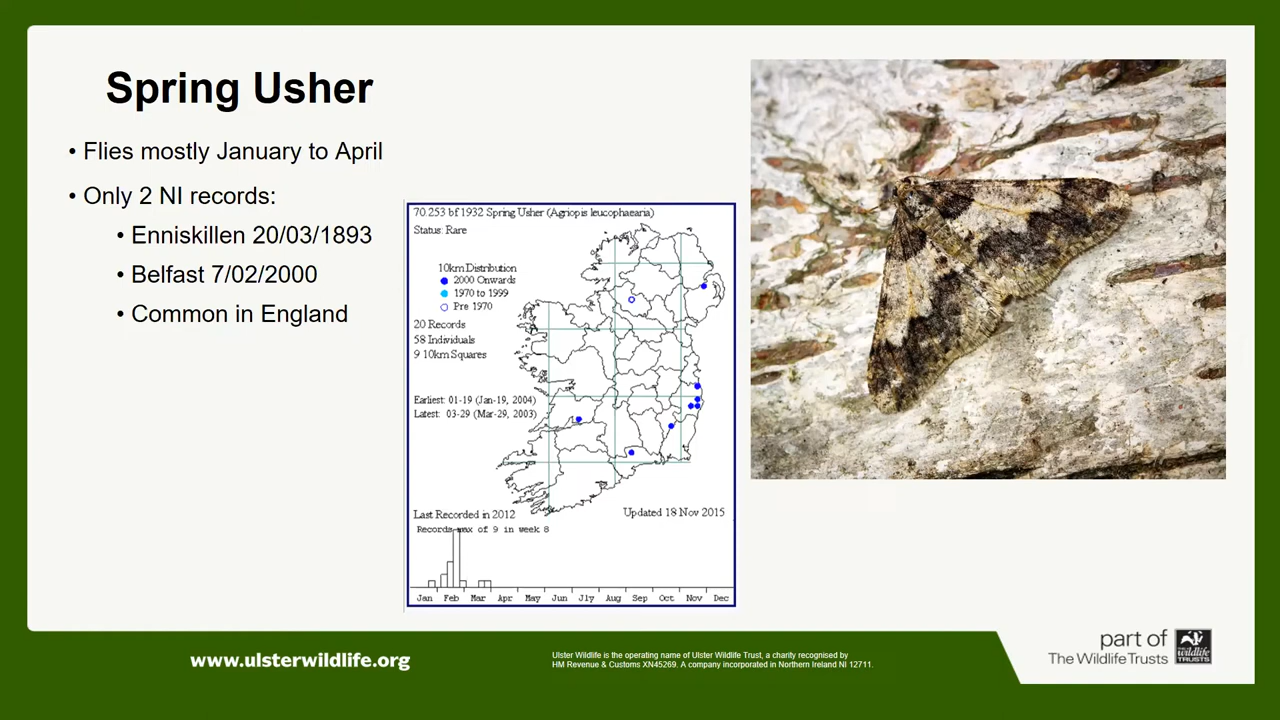 Spring Usher
• Flies mostly January to April
• Only 2 NI records:
• Enniskillen 20/03/1893
• Belfast 7/02/2000
• Common in England
70.253 bf 1932 Spring Usher (Agriopis leucophaearia)
Status: Rare
10km Distribution
2000 Onwards
1970 to 1999
Pre 1970
20 Records
58 Individuals
9 10km Squares
Earliest: 01-19 (Jan-19, 2004)
Latest: 03-29 (Mar-29, 2003)
Last Recorded in 2012
Updated 18 Nov 2015
Records max of 9 in week 8
Jan Feb Mar Apr May Jun Jly Aug Sep Oct Nov Dec
www.ulsterwildlife.org
Ulster Wildlife is the operating name of Ulster Wildlife Trust, a charity recognised by
HM Revenue & Customs XN45269. A company incorporated in Northern Ireland NI 12711.
part of
The Wildlife Trusts
THE WILDLIFE TRUSTS